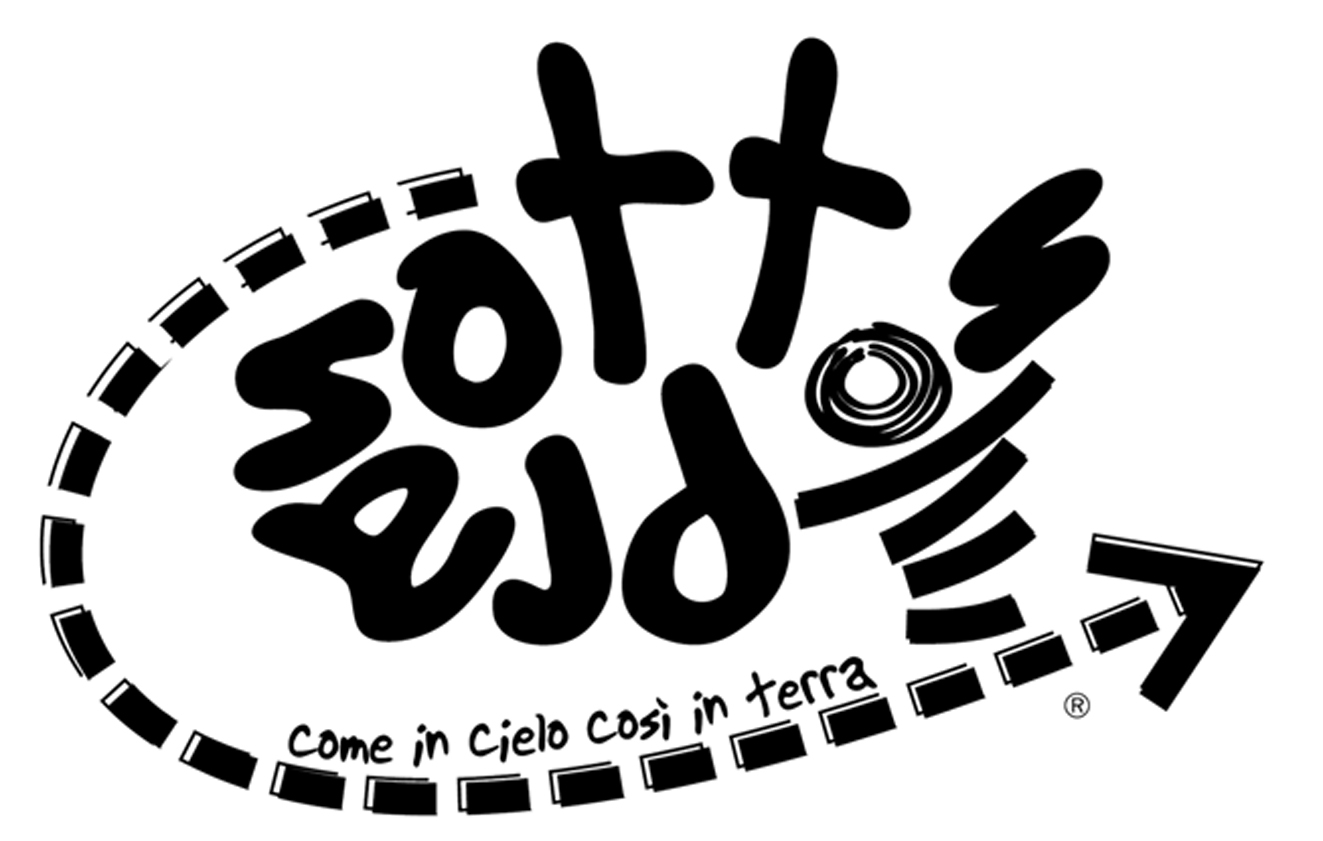 sottosopra
come in cielo così in terra
®